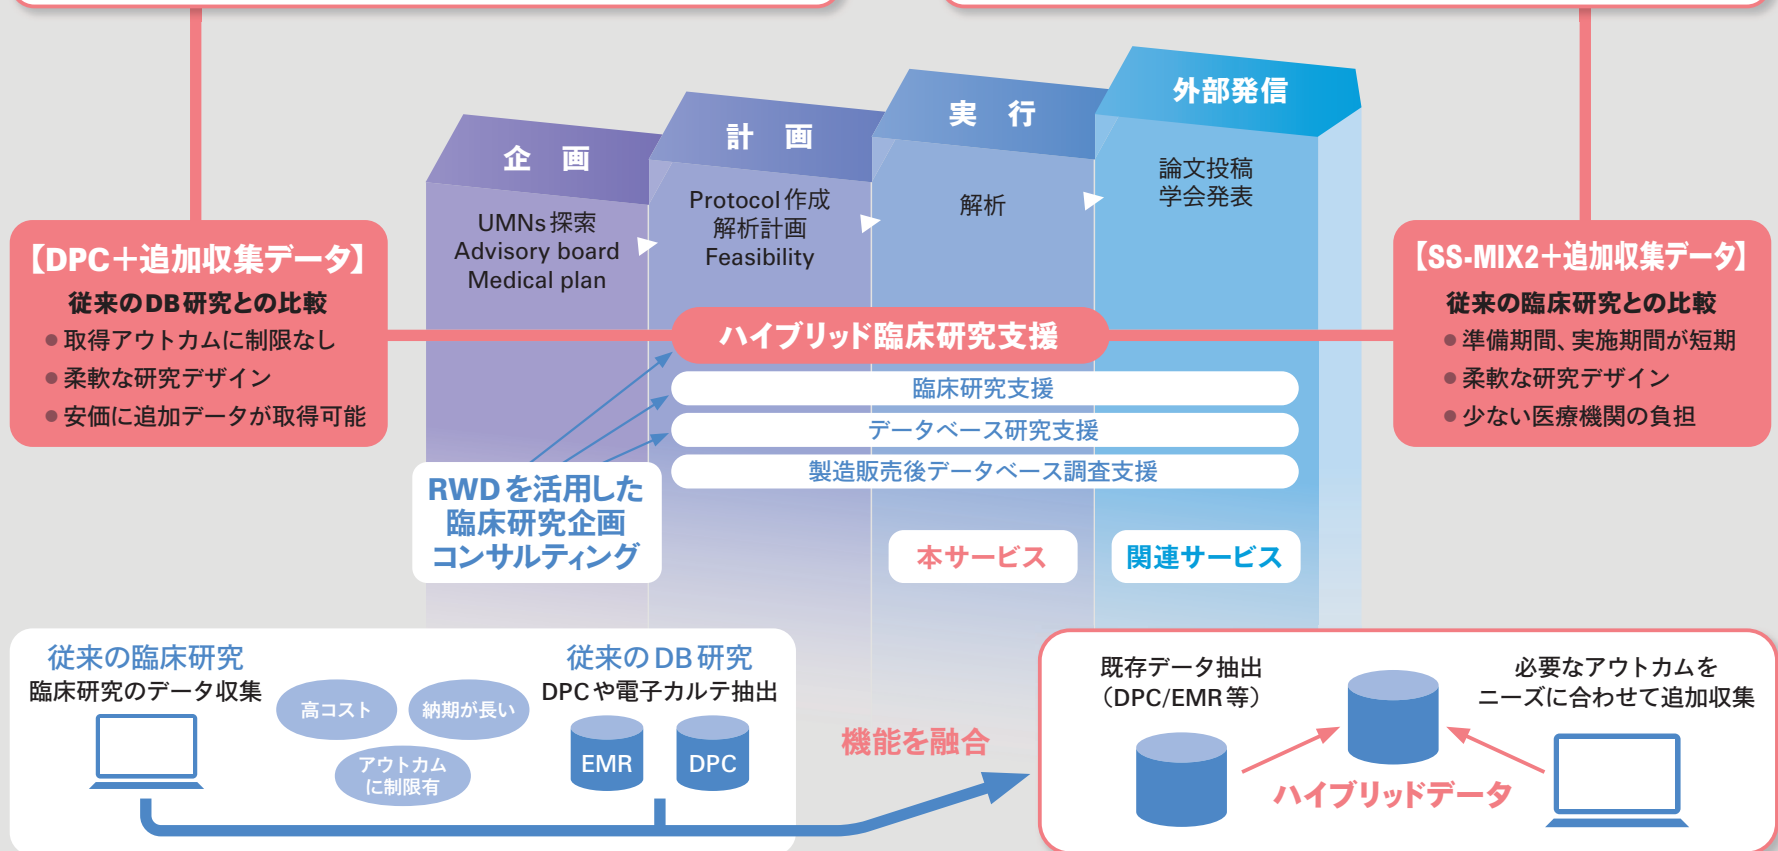 企 画
計 画
実 行
外部発信
UMNs探索
Advisory board
Medical plan
Protocol作成
解析計画
Feasibility
解析
論文投稿
学会発表
【DPC＋追加収集データ】
従来のDB研究との比較
● 取得アウトカムに制限なし
● 柔軟な研究デザイン
● 安価に追加データが取得可能
【SS-MIX2＋追加収集データ】
従来の臨床研究との比較
● 準備期間、実施期間が短期
● 柔軟な研究デザイン
● 少ない医療機関の負担
ハイブリッド臨床研究支援
臨床研究支援
データベース研究支援
製造販売後データベース調査支援
RWDを活用した
臨床研究企画
コンサルティング
本サービス
関連サービス
従来の臨床研究
臨床研究のデータ収集
高コスト
納期が長い
アウトカム
に制限有
従来のDB研究
DPCや電子カルテ抽出
EMR
DPC
機能を融合
既存データ抽出
（DPC/EMR等）
必要なアウトカムを
ニーズに合わせて追加収集
ハイブリッドデータ